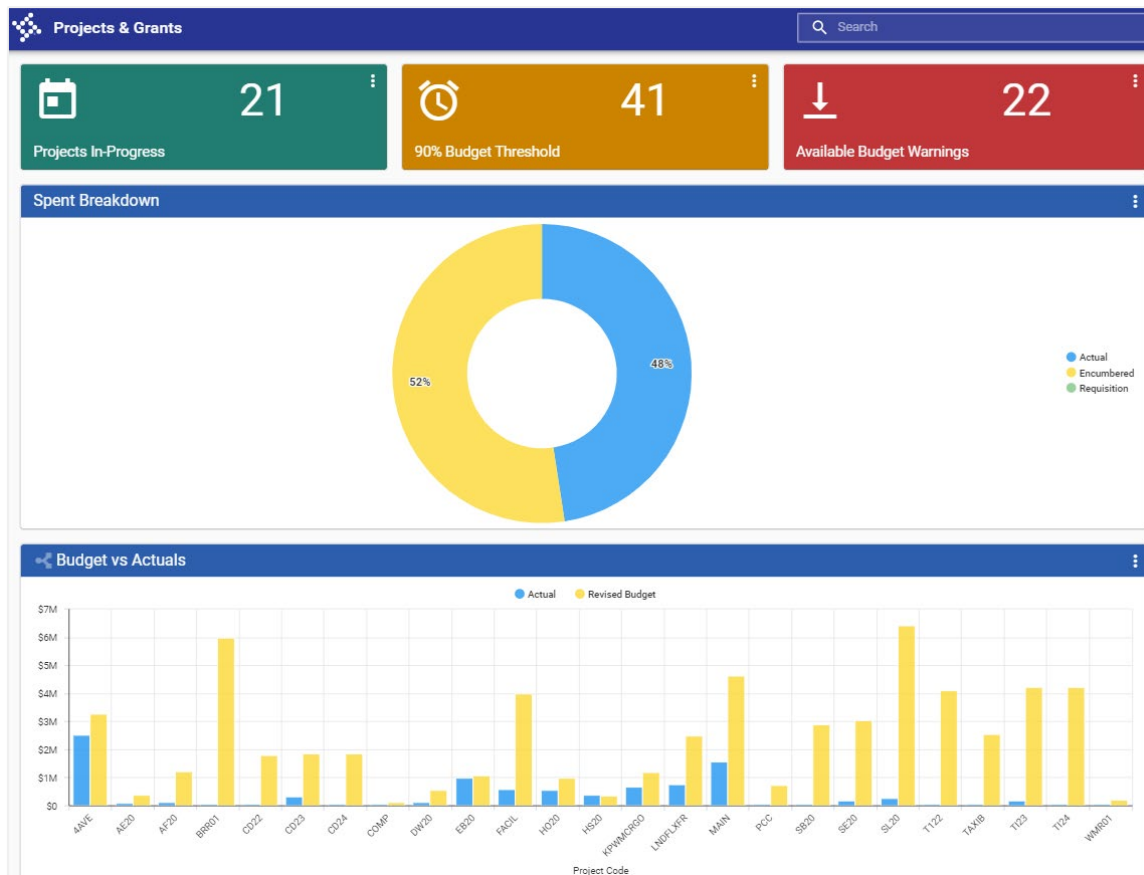 Projects & Grants
Search
21
Projects In-Progress
41
90% Budget Threshold
22
Available Budget Warnings
Spent Breakdown
48%
52%
Actual
Encumbered
Requisition
Budget vs Actuals
Actual Revised Budget
$7M
$6M
$5M
$4M
$3M
$2M
$1M
$0
4AVE AE20 AF20 BRR01 CD22 CD23 CD24 COMP DW20 EB20 FACIL HO20 HS20 KPWMCRGO LNDFLXFR MAIN PCC SB20 SE20 SL20 T122 TAXIB TI23 TI24 WMR01
Project Code